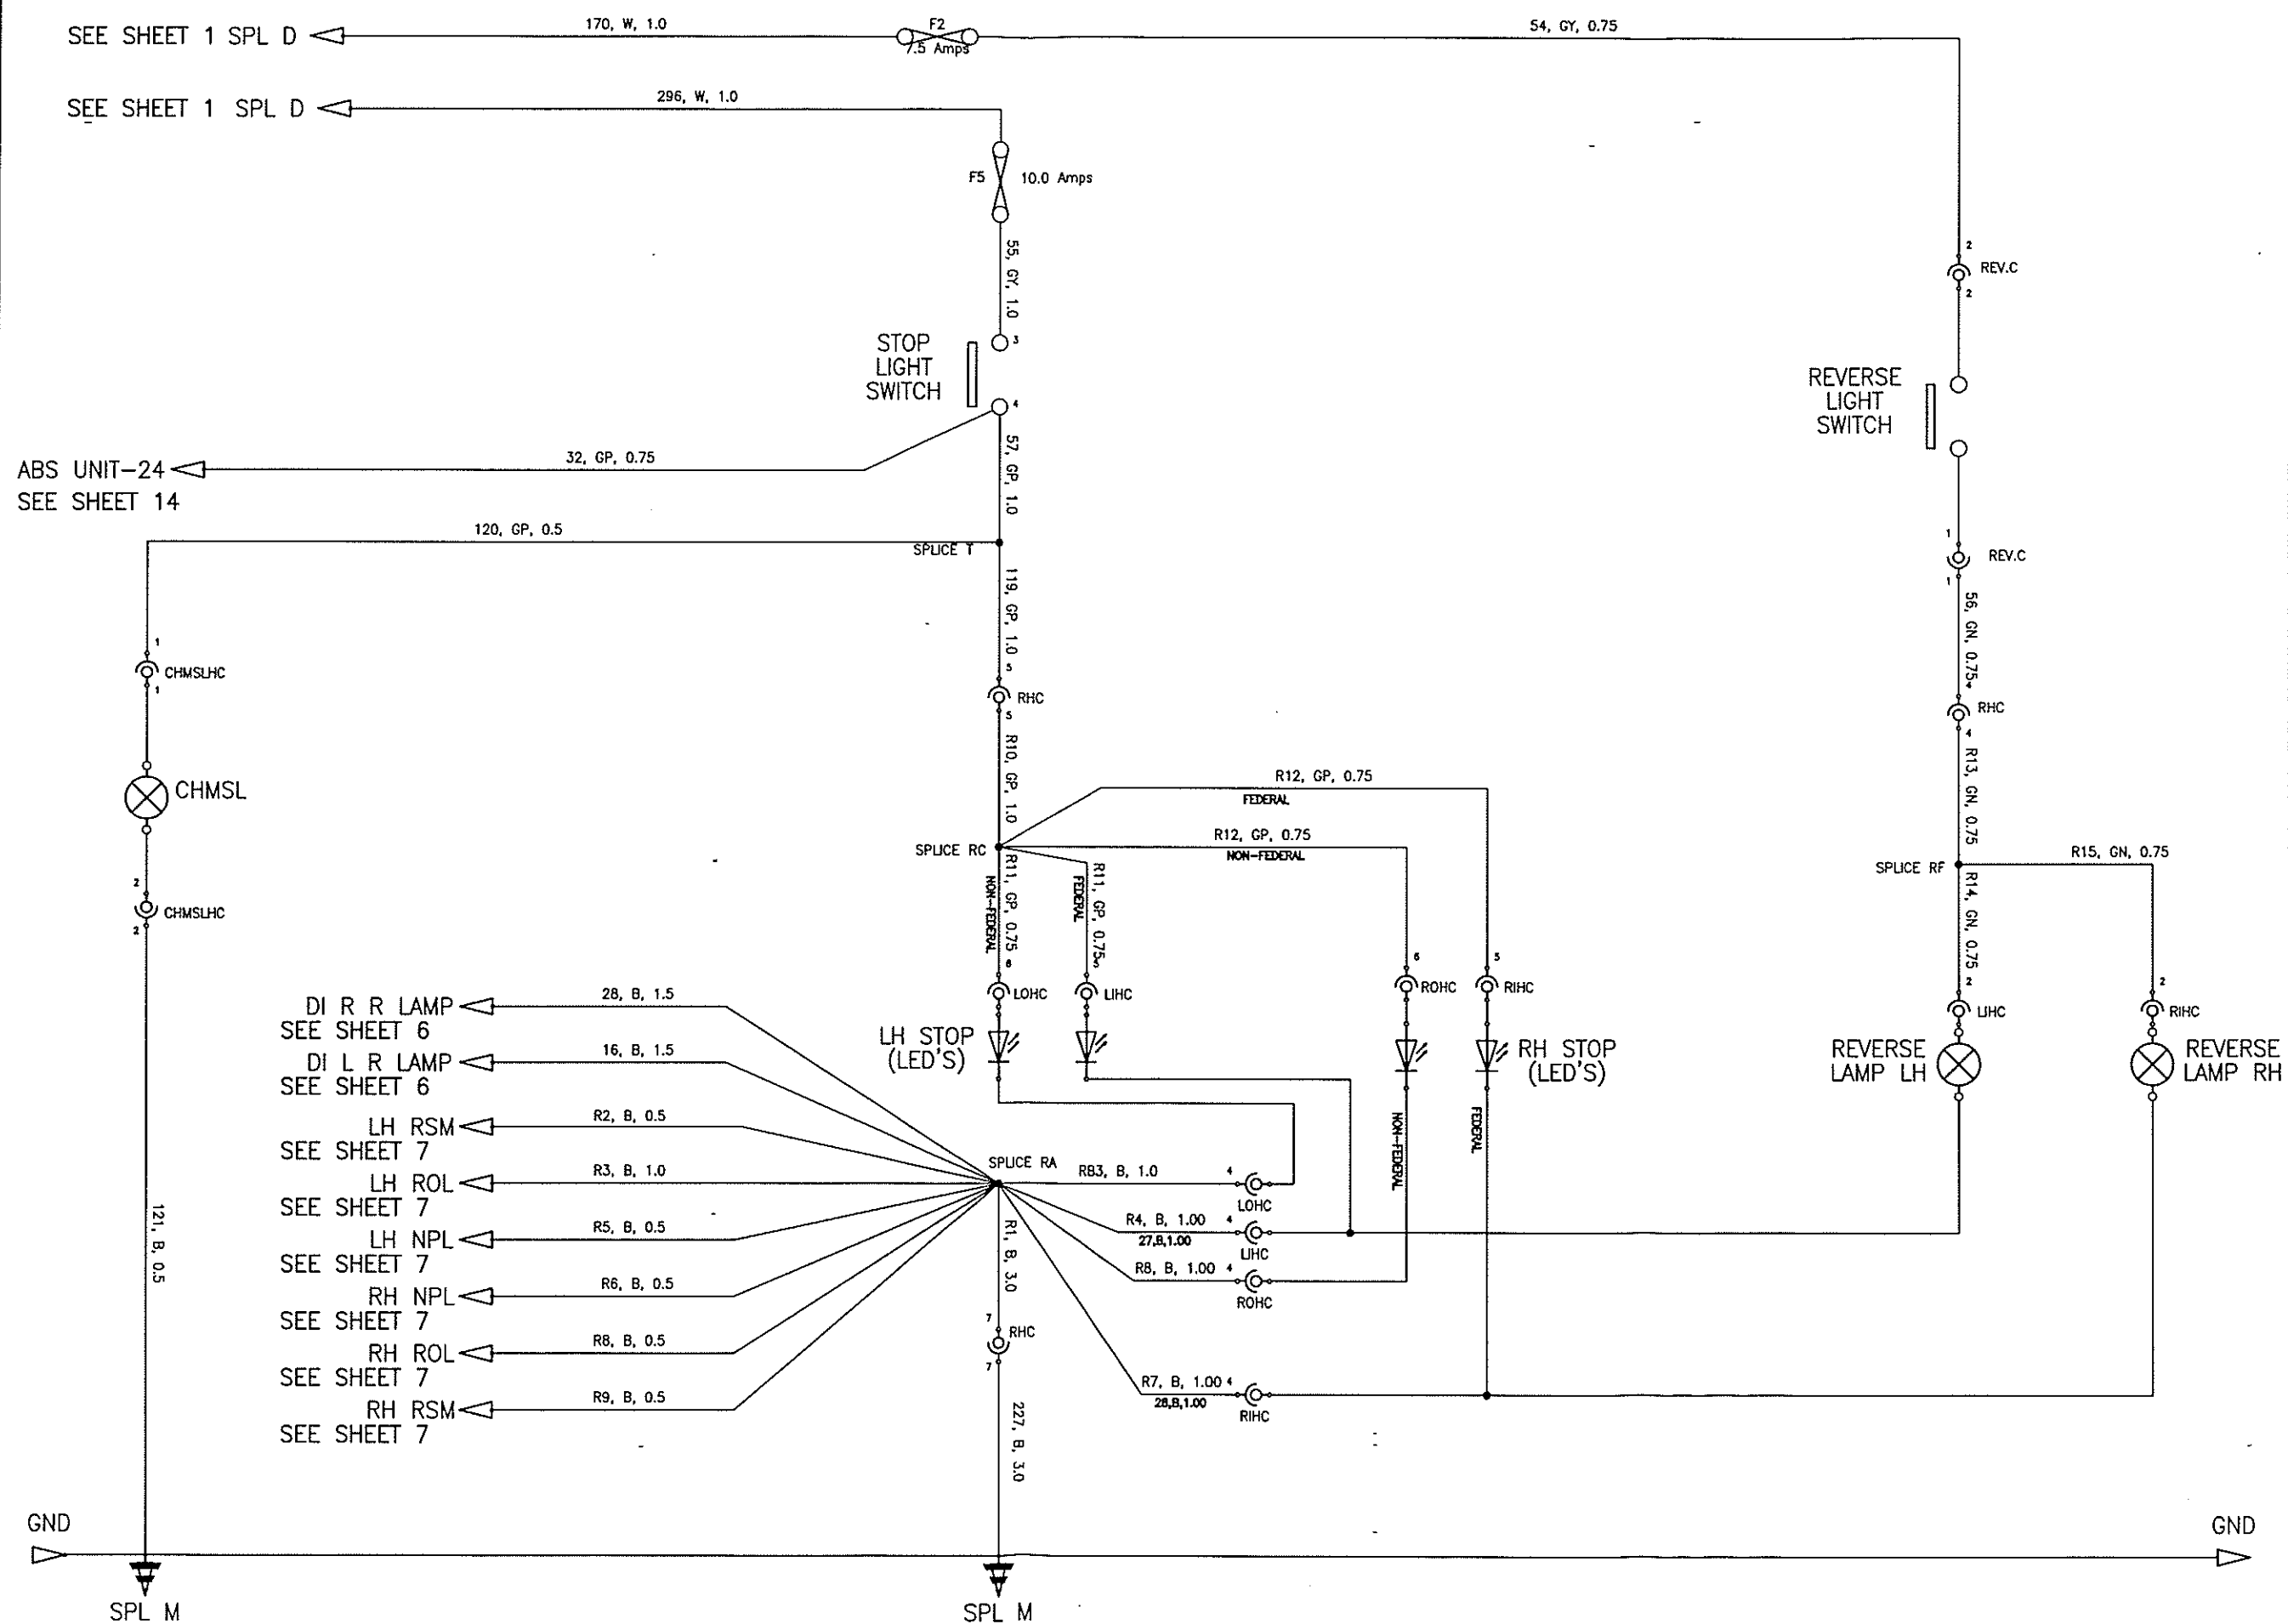 SEE SHEET 1 SPL D
170, W, 1.0
F2
7.5 Amps
54, GY, 0.75
SEE SHEET 1 SPL D
296, W, 1.0
F5
10.0 Amps
55, GY, 1.0
2
REV.C
2
STOP
LIGHT
SWITCH
3
4
REVERSE
LIGHT
SWITCH
ABS UNIT-24
SEE SHEET 14
32, GP, 0.75
57, GP, 1.0
120, GP, 0.5
SPLICE T
1
REV.C
1
119, GP, 1.0
56, GN, 0.75
1
CHMSLHC
1
5
RHC
5
4
RHC
4
CHMSL
R10, GP, 1.0
R13, GN, 0.75
R12, GP, 0.75
FEDERAL
R12, GP, 0.75
NON-FEDERAL
SPLICE RC
R11, GP, 0.75
NON-FEDERAL
R11, GP, 0.75
FEDERAL
SPLICE RF
R15, GN, 0.75
R14, GN, 0.75
2
CHMSLHC
2
6
LOHC
5
LIHC
6
ROHC
5
RIHC
2
LIHC
2
RIHC
DI R R LAMP
SEE SHEET 6
28, B, 1.5
LH STOP
(LED'S)
RH STOP
(LED'S)
REVERSE
LAMP LH
REVERSE
LAMP RH
DI L R LAMP
SEE SHEET 6
16, B, 1.5
NON-FEDERAL
FEDERAL
LH RSM
SEE SHEET 7
R2, B, 0.5
SPLICE RA
LH ROL
SEE SHEET 7
R3, B, 1.0
R83, B, 1.0
4
LOHC
121, B, 0.5
LH NPL
SEE SHEET 7
R5, B, 0.5
R1, B, 3.0
R4, B, 1.00
27,B,1.00
4
LIHC
RH NPL
SEE SHEET 7
R6, B, 0.5
R8, B, 1.00
4
ROHC
RH ROL
SEE SHEET 7
R8, B, 0.5
7
RHC
7
RH RSM
SEE SHEET 7
R9, B, 0.5
R7, B, 1.00
28,B,1.00
4
RIHC
227, B, 3.0
GND
GND
SPL M
SPL M